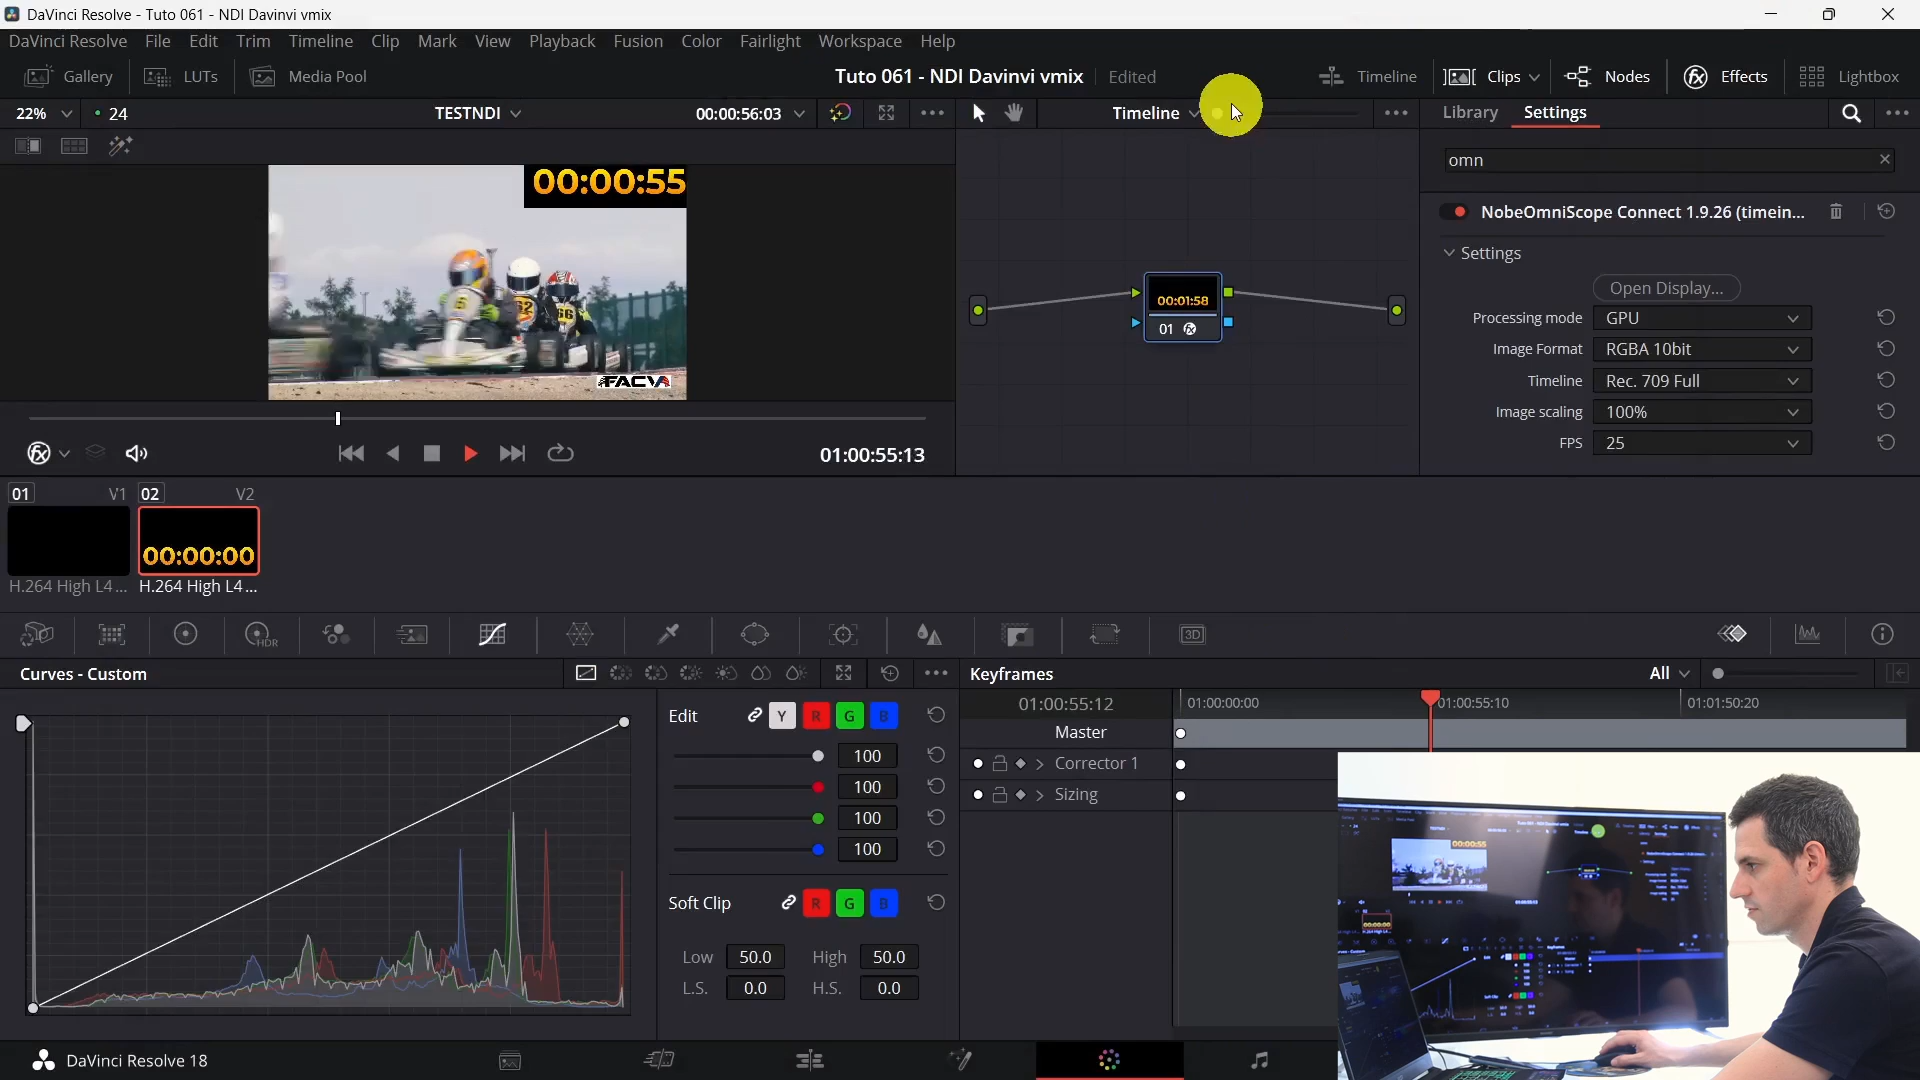 DaVinci Resolve - Tuto 061 - NDI Davinvi vmix
DaVinci Resolve File Edit Trim Timeline Clip Mark View Playback Fusion Color Fairlight Workspace Help
Gallery LUTs Media Pool Tuto 061 - NDI Davinvi vmix Edited Timeline Clips Nodes Effects Lightbox
22% 24 TESTNDI 00:00:56:03 Timeline Library Settings
omn
00:00:55
NobeOmniScope Connect 1.9.26 (timein...
Settings
Open Display...
Processing mode GPU
00:01:58
01
Image Format RGBA 10bit
Timeline Rec. 709 Full
FACVA
Image scaling 100%
FPS 25
01:00:55:13
01 V1 02 V2
00:00:00
H.264 High L4... H.264 High L4...
HDR
3D
Curves - Custom Keyframes All
01:00:55:12 01:00:00:00 01:00:55:10 01:01:50:20
Edit Y R G B
Master
100
Corrector 1
100
Sizing
100
100
Soft Clip R G B
Low 50.0 High 50.0
L.S. 0.0 H.S. 0.0
DaVinci Resolve 18